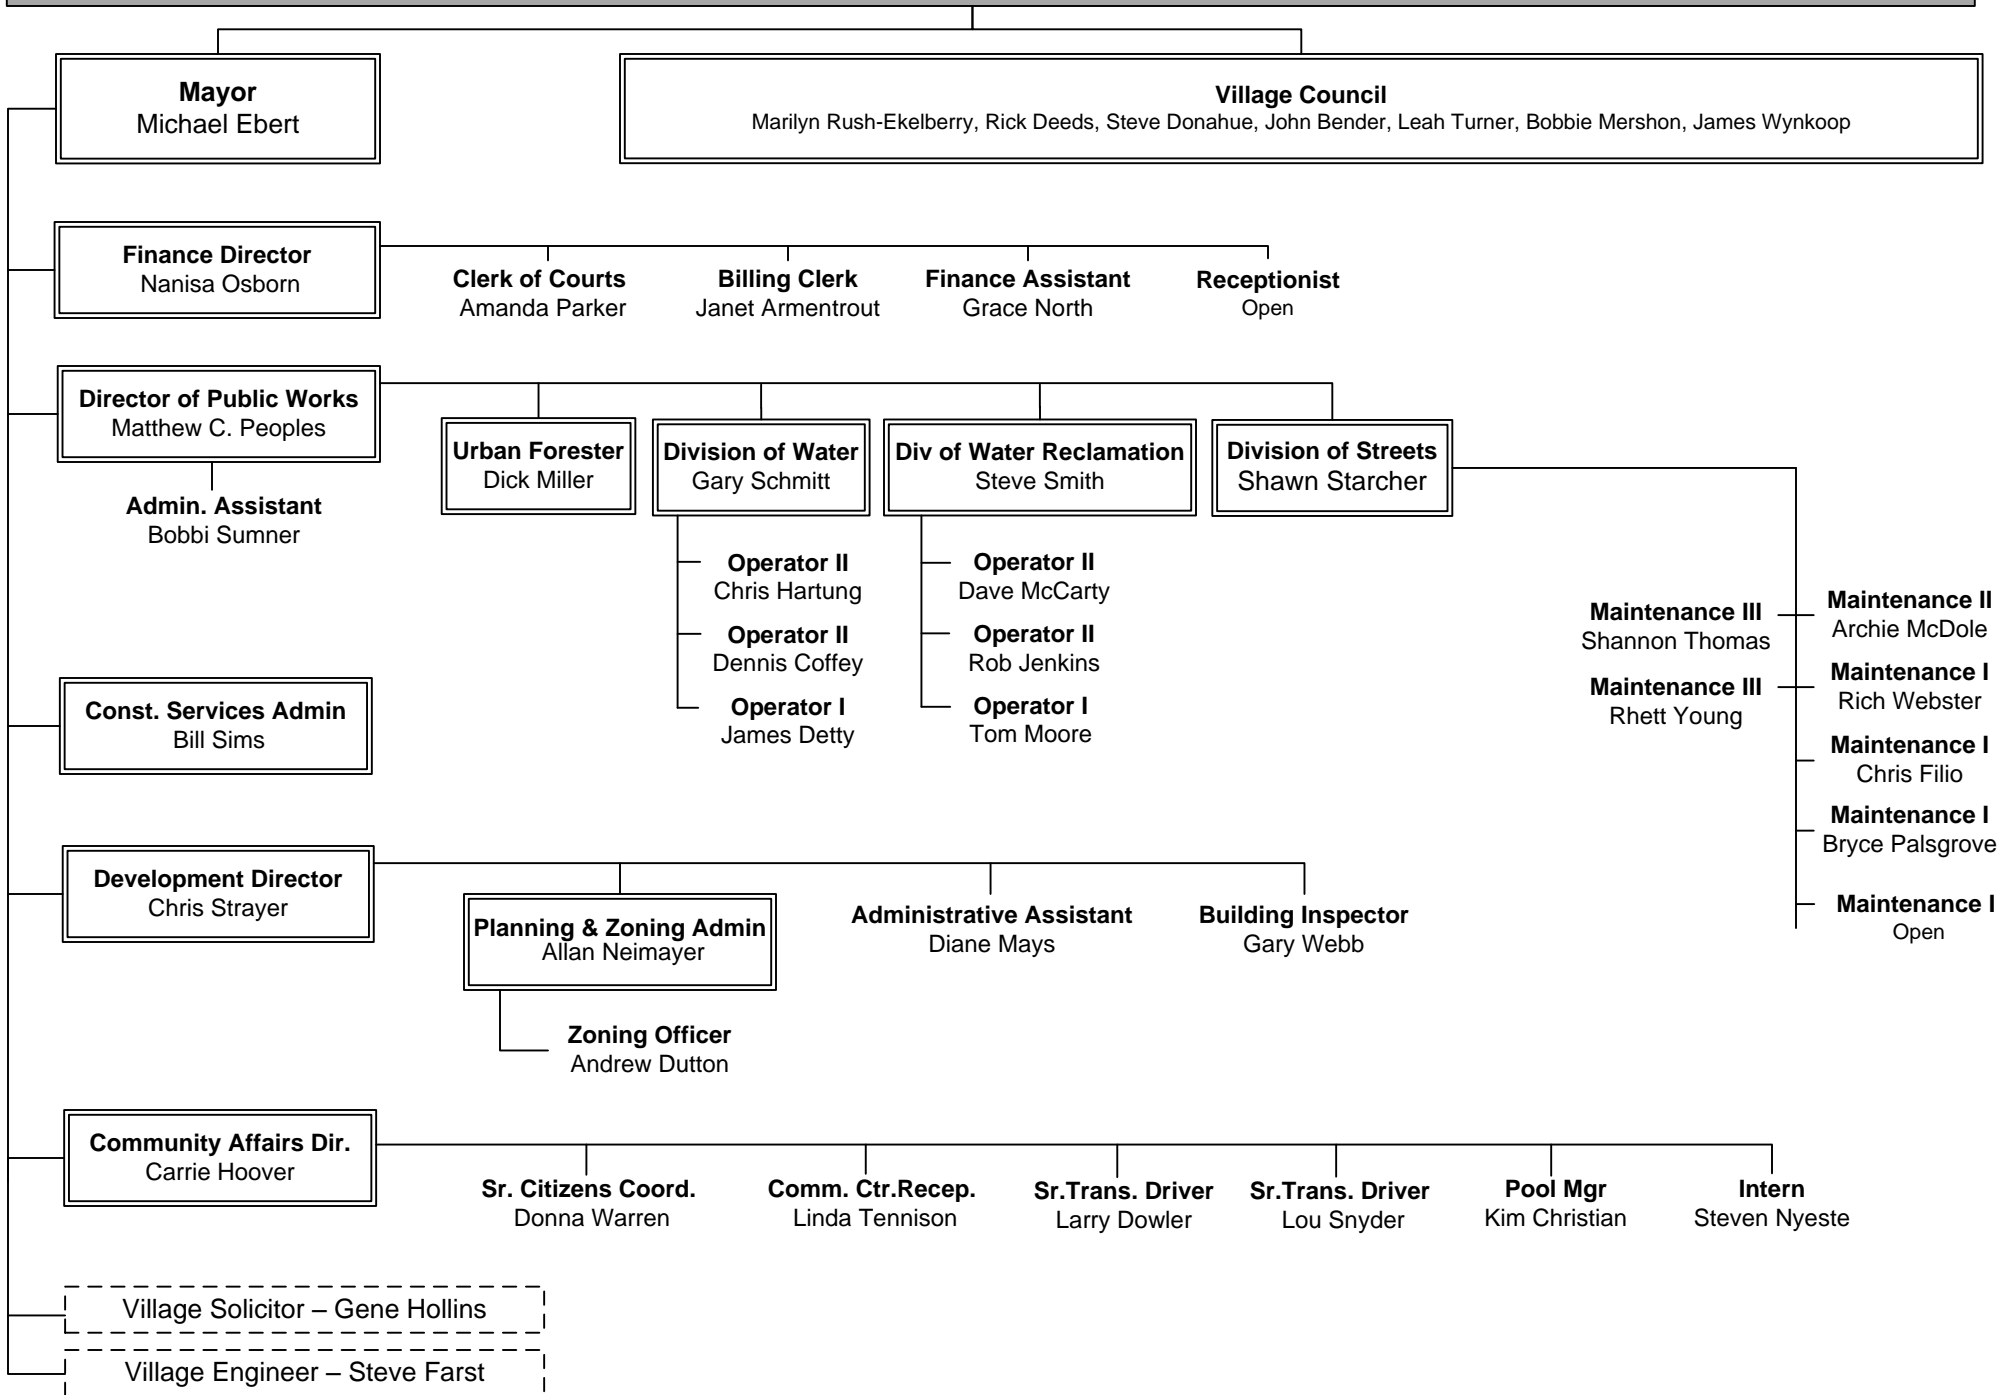 Mayor
Michael Ebert
Village Council
Marilyn Rush-Ekelberry, Rick Deeds, Steve Donahue, John Bender, Leah Turner, Bobbie Mershon, James Wynkoop
Finance Director
Nanisa Osborn
Clerk of Courts
Amanda Parker
Billing Clerk
Janet Armentrout
Finance Assistant
Grace North
Receptionist
Open
Director of Public Works
Matthew C. Peoples
Admin. Assistant
Bobbi Sumner
Urban Forester
Dick Miller
Division of Water
Gary Schmitt
Operator II
Chris Hartung
Operator II
Dennis Coffey
Operator I
James Detty
Div of Water Reclamation
Steve Smith
Operator II
Dave McCarty
Operator II
Rob Jenkins
Operator I
Tom Moore
Division of Streets
Shawn Starcher
Maintenance III
Shannon Thomas
Maintenance III
Rhett Young
Maintenance II
Archie McDole
Maintenance I
Rich Webster
Maintenance I
Chris Filio
Maintenance I
Bryce Palsgrove
Maintenance I
Open
Const. Services Admin
Bill Sims
Development Director
Chris Strayer
Planning & Zoning Admin
Allan Neimayer
Zoning Officer
Andrew Dutton
Administrative Assistant
Diane Mays
Building Inspector
Gary Webb
Community Affairs Dir.
Carrie Hoover
Sr. Citizens Coord.
Donna Warren
Comm. Ctr.Recep.
Linda Tennison
Sr.Trans. Driver
Larry Dowler
Sr.Trans. Driver
Lou Snyder
Pool Mgr
Kim Christian
Intern
Steven Nyeste
Village Solicitor – Gene Hollins
Village Engineer – Steve Farst